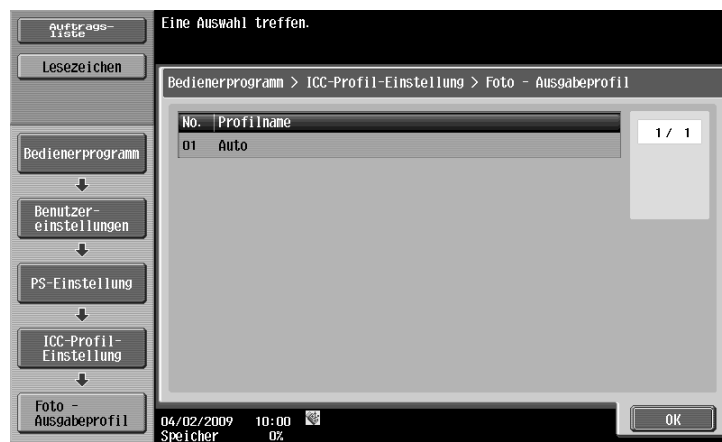 Auftrags-
liste
Lesezeichen
Bedienerprogramm
Benutzer-
einstellungen
PS-Einstellung
ICC-Profil-
Einstellung
Foto -
Ausgabeprofil
Eine Auswahl treffen.
Bedienerprogramm > ICC-Profil-Einstellung > Foto - Ausgabeprofil
No. Profilname
01 Auto
1/ 1
04/02/2009 10:00
Speicher 0%
OK